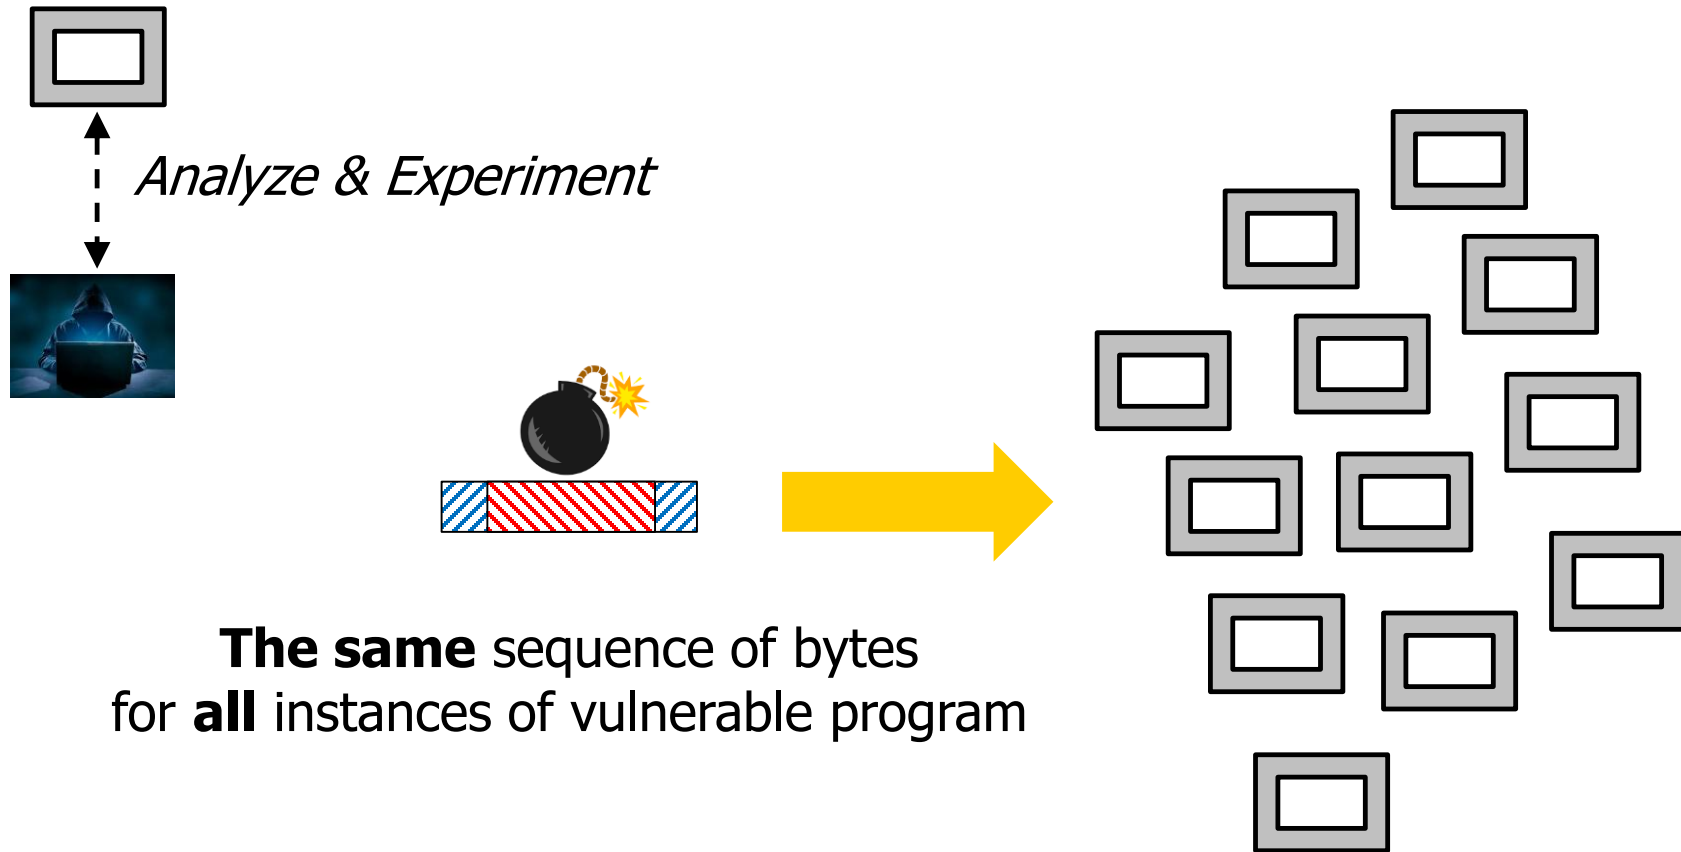 Analyze & Experiment
The same sequence of bytes
for all instances of vulnerable program